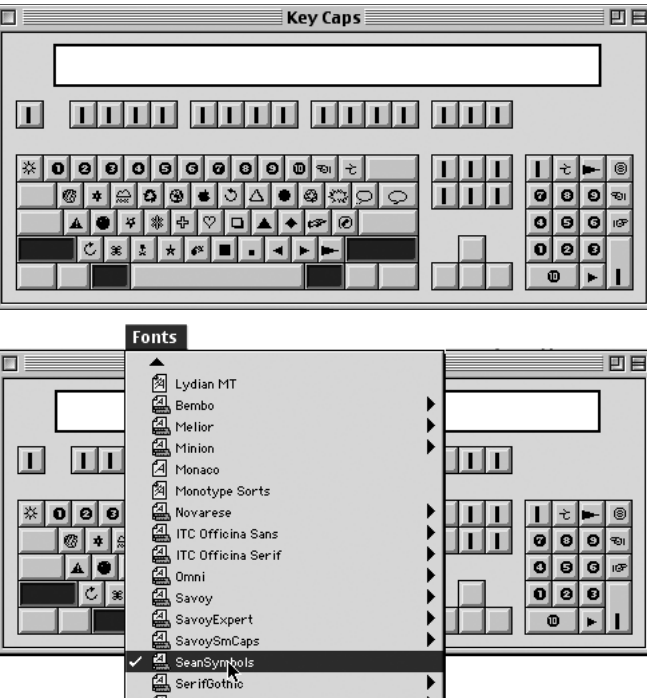 Key Caps
Fonts
Lydian MT
Bembo
Melior
Minion
Monaco
Monotype Sorts
Novarese
ITC Officina Sans
ITC Officina Serif
Omni
Savoy
SavoyExpert
SavoySmCaps
SeanSymbols
SerifGothic